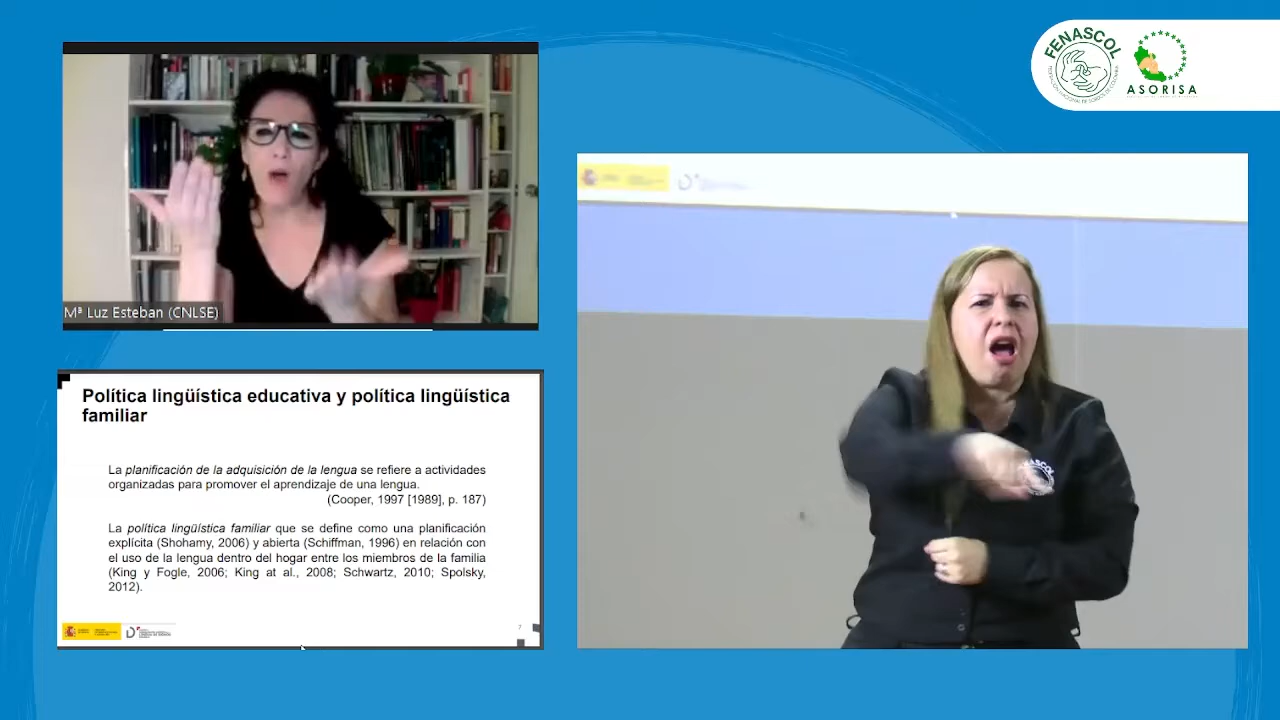 FENASCOL
ASORISA
Mª Luz Esteban (CNLSE)
Política lingüística educativa y política lingüística
familiar
La planificación de la adquisición de la lengua se refiere a actividades
organizadas para promover el aprendizaje de una lengua.
(Cooper, 1997 [1989], p. 187)
La política lingüística familiar que se define como una planificación
explícita (Shohamy, 2006) y abierta (Schiffman, 1996) en relación con
el uso de la lengua dentro del hogar entre los miembros de la familia
(King y Fogle, 2006; King at al., 2008; Schwartz, 2010; Spolsky,
2012).
7